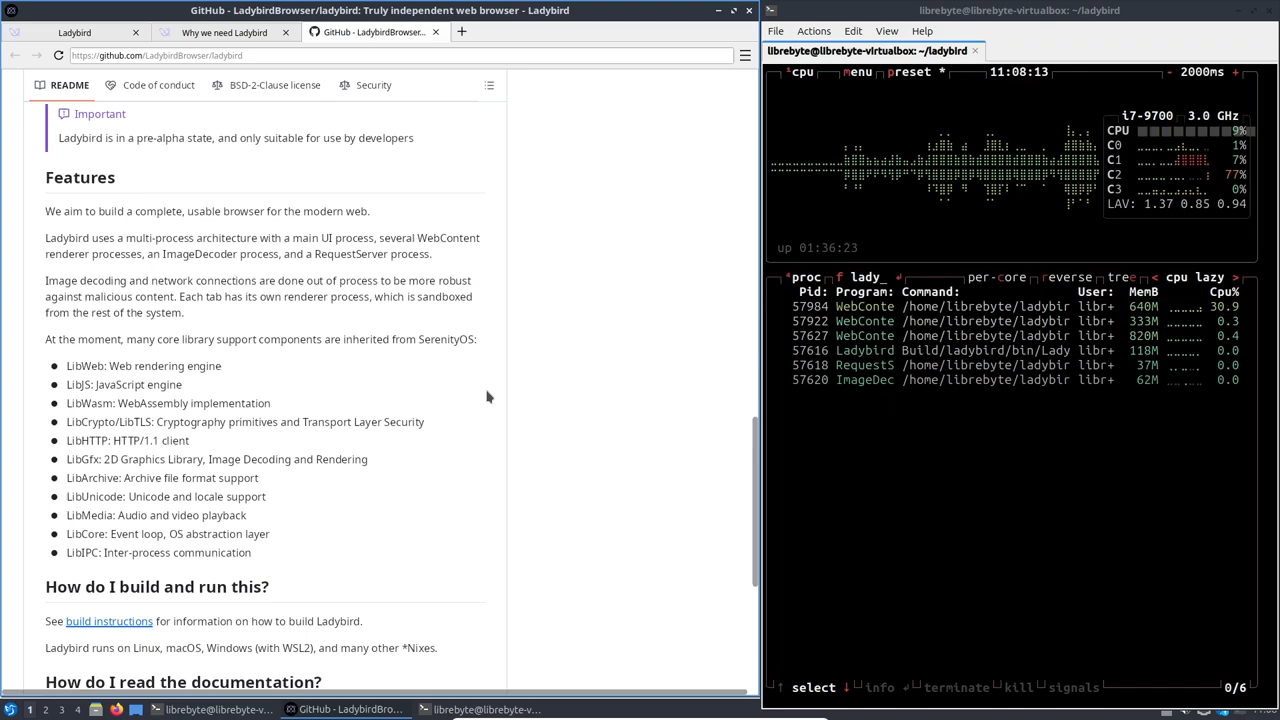 GitHub - LadybirdBrowser/ladybird: Truly independent web browser - Ladybird
Ladybird
Why we need Ladybird
GitHub - LadybirdBrowser...
https://github.com/LadybirdBrowser/ladybird
README
Code of conduct
BSD-2-Clause license
Security
Important
Ladybird is in a pre-alpha state, and only suitable for use by developers
Features
We aim to build a complete, usable browser for the modern web.
Ladybird uses a multi-process architecture with a main UI process, several WebContent
renderer processes, an ImageDecoder process, and a RequestServer process.
Image decoding and network connections are done out of process to be more robust
against malicious content. Each tab has its own renderer process, which is sandboxed
from the rest of the system.
At the moment, many core library support components are inherited from SerenityOS:
● LibWeb: Web rendering engine
● LibJS: JavaScript engine
● LibWasm: WebAssembly implementation
● LibCrypto/LibTLS: Cryptography primitives and Transport Layer Security
● LibHTTP: HTTP/1.1 client
● LibGfx: 2D Graphics Library, Image Decoding and Rendering
● LibArchive: Archive file format support
● LibUnicode: Unicode and locale support
● LibMedia: Audio and video playback
● LibCore: Event loop, OS abstraction layer
● LibIPC: Inter-process communication
How do I build and run this?
See build instructions for information on how to build Ladybird.
Ladybird runs on Linux, macOS, Windows (with WSL2), and many other *Nixes.
How do I read the documentation?
librebyte@librebyte-virtualbox: ~/ladybird
File Actions Edit View Help
librebyte@librebyte-virtualbox: ~/ladybird
¹cpu menu preset * 11:08:13 - 2000ms +
i7-9700 3.0 GHz
CPU 9%
C0 1%
C1 7%
C2 77%
C3 0%
LAV: 1.37 0.85 0.94
up 01:36:23
⁴proc f lady_ ↲ per-core reverse tree < cpu lazy >
Pid: Program: Command: User: MemB Cpu%
57984 WebConte /home/librebyte/ladybir libr+ 640M 30.9
57922 WebConte /home/librebyte/ladybir libr+ 333M 0.3
57627 WebConte /home/librebyte/ladybir libr+ 820M 0.4
57616 Ladybird Build/ladybird/bin/Lady libr+ 118M 0.0
57618 RequestS /home/librebyte/ladybir libr+ 37M 0.0
57620 ImageDec /home/librebyte/ladybir libr+ 62M 0.0
↑ select ↓ info ↲ terminate kill signals 0/6
1 2 3 4
librebyte@librebyte-v...
GitHub - LadybirdBro...
librebyte@librebyte-v...